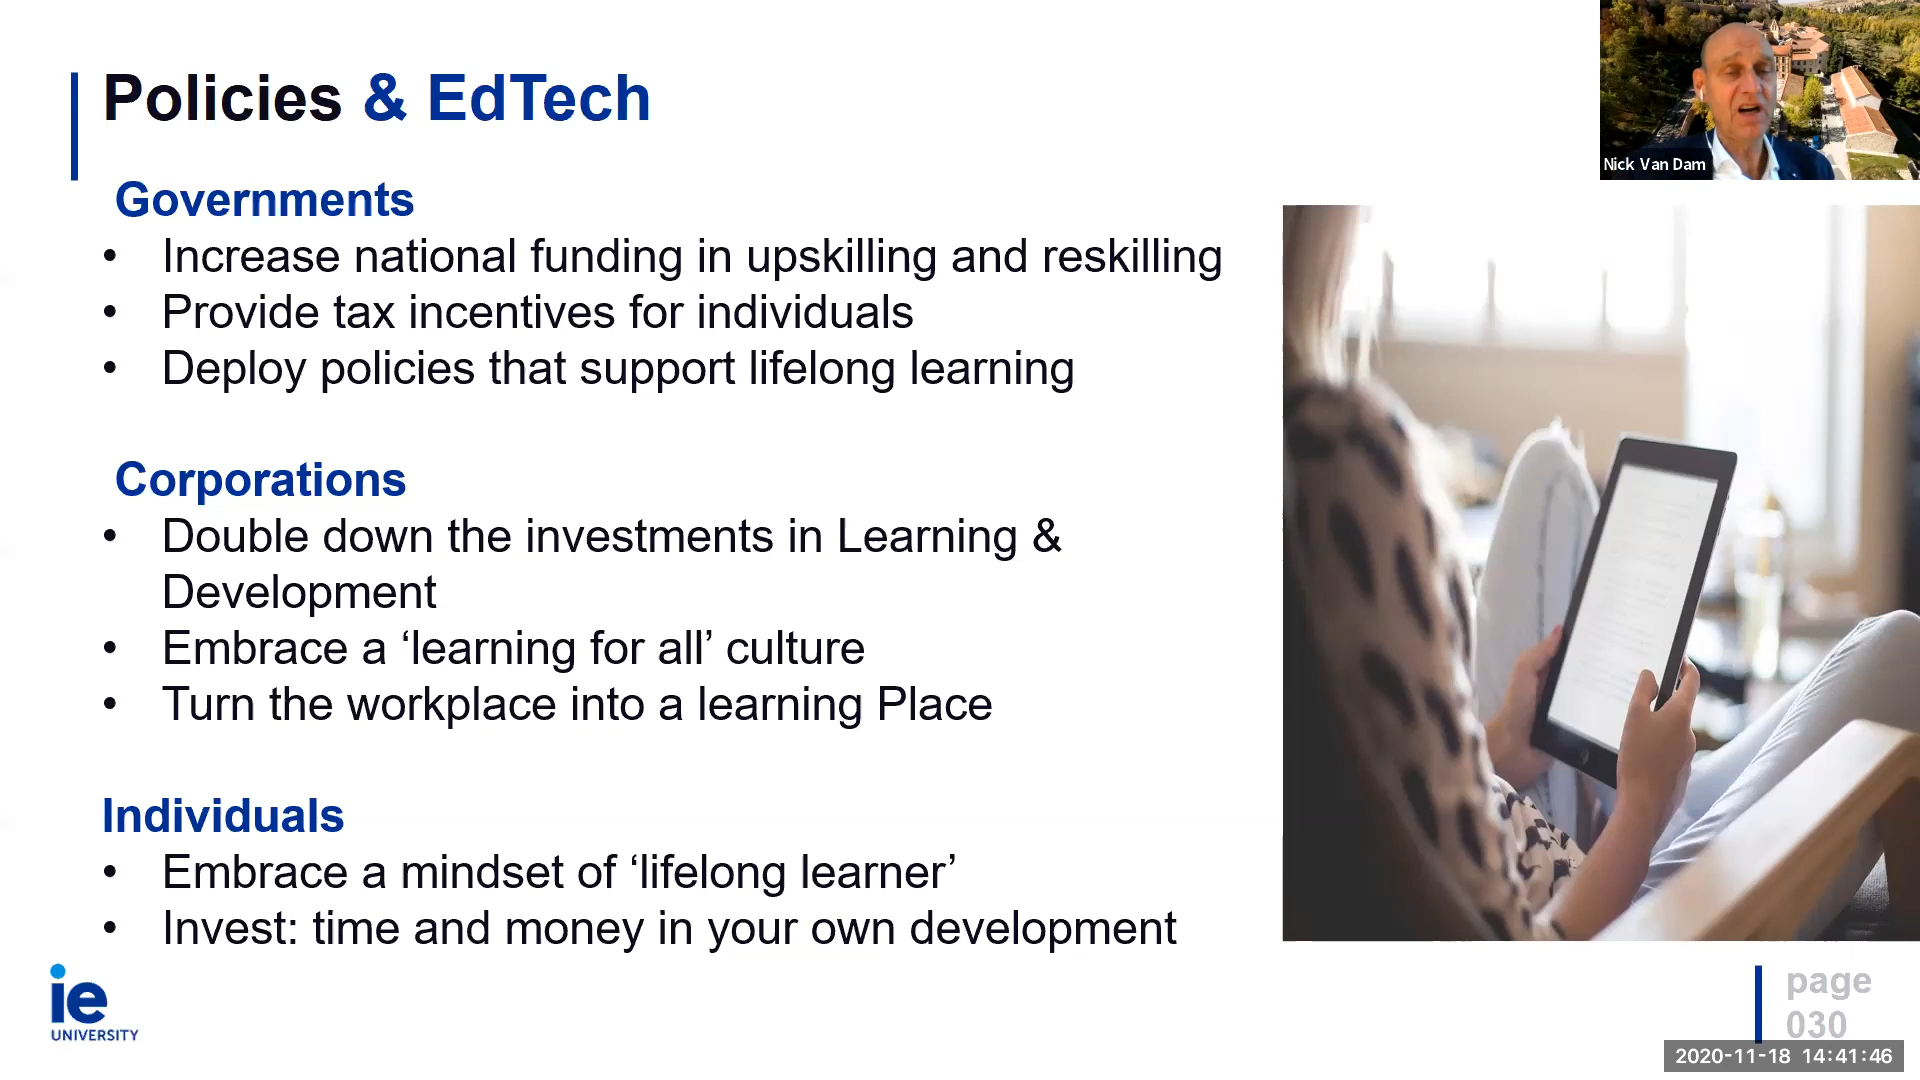 Policies & EdTech
Nick Van Dam
Governments
• Increase national funding in upskilling and reskilling
• Provide tax incentives for individuals
• Deploy policies that support lifelong learning
Corporations
• Double down the investments in Learning &
Development
• Embrace a ‘learning for all’ culture
• Turn the workplace into a learning Place
Individuals
• Embrace a mindset of ‘lifelong learner’
• Invest: time and money in your own development
ie
UNIVERSITY
page
030
2020-11-18 14:41:46